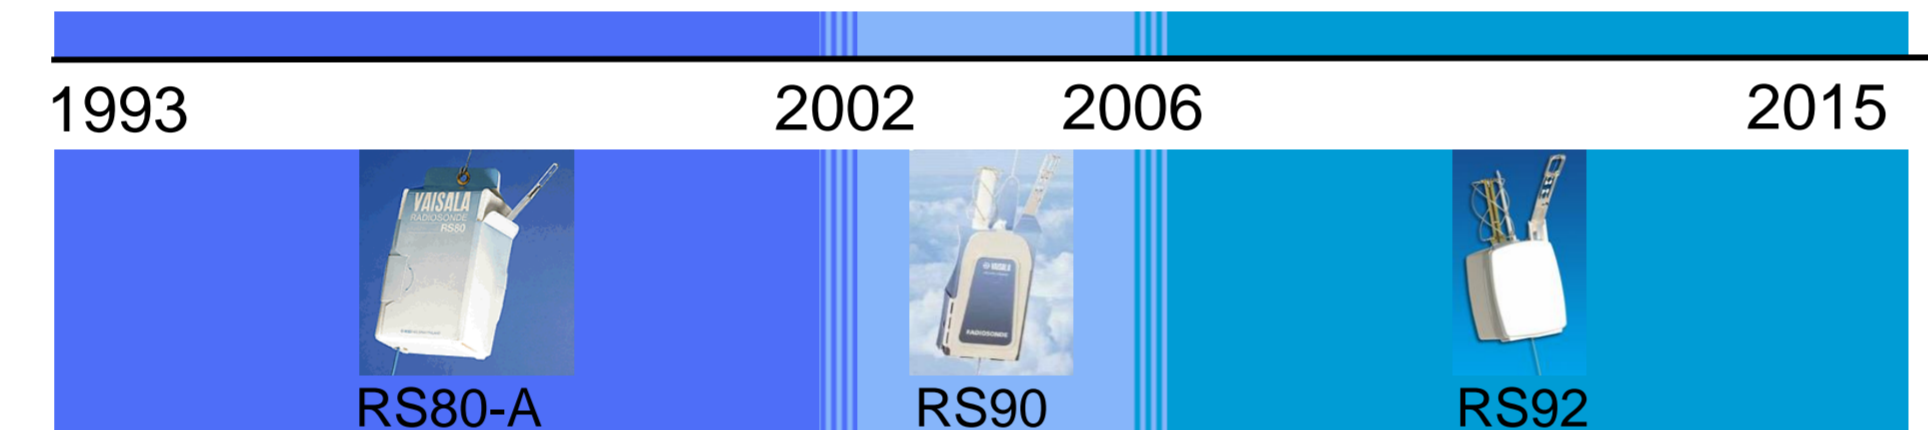 1993 2002 2006 2015
VAISALA
RADIOSONDE
RS80
VAISALA
RADIOSONDE
RS80-A RS90 RS92